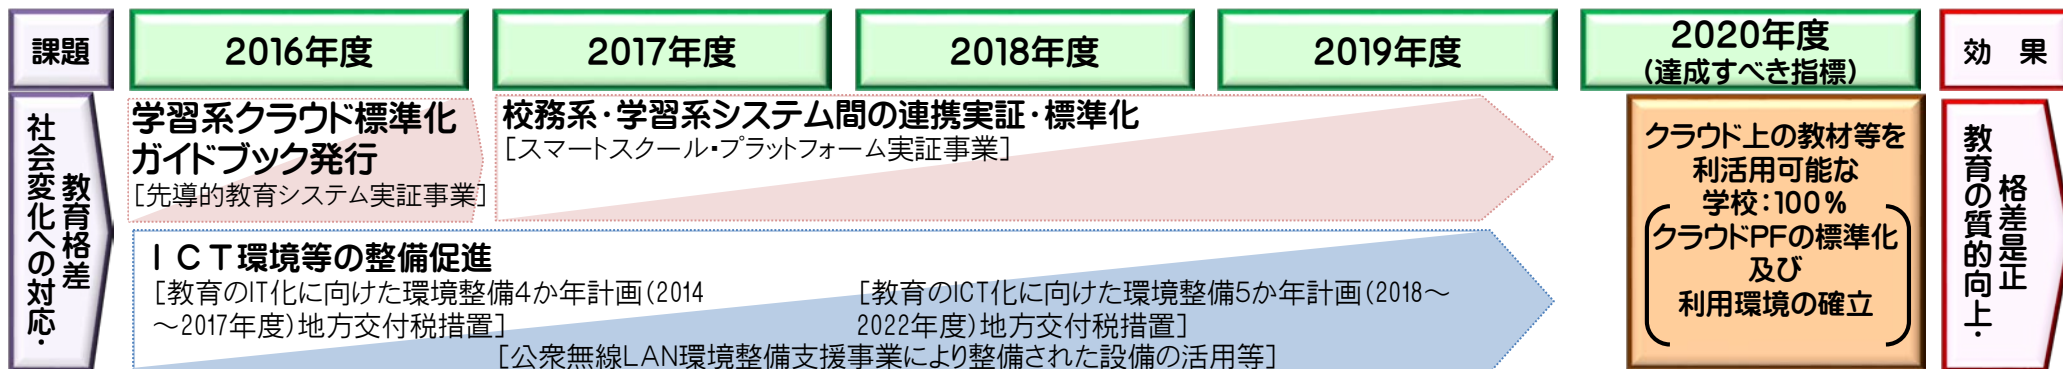 課題
2016年度
2017年度
2018年度
2019年度
2020年度
(達成すべき指標)
効 果
社会変化への対応・
教育格差
学習系クラウド標準化
ガイドブック発行
[先導的教育システム実証事業]
校務系・学習系システム間の連携実証・標準化
[スマートスクール・プラットフォーム実証事業]
ＩＣＴ環境等の整備促進
[教育のIT化に向けた環境整備4か年計画(2014
～2017年度)地方交付税措置]
[教育のICT化に向けた環境整備5か年計画(2018～
2022年度)地方交付税措置]
[公衆無線LAN環境整備支援事業により整備された設備の活用等]
クラウド上の教材等を
利活用可能な
学校：100％
クラウドPFの標準化
及び
利用環境の確立
教育の質的向上・
格差是正